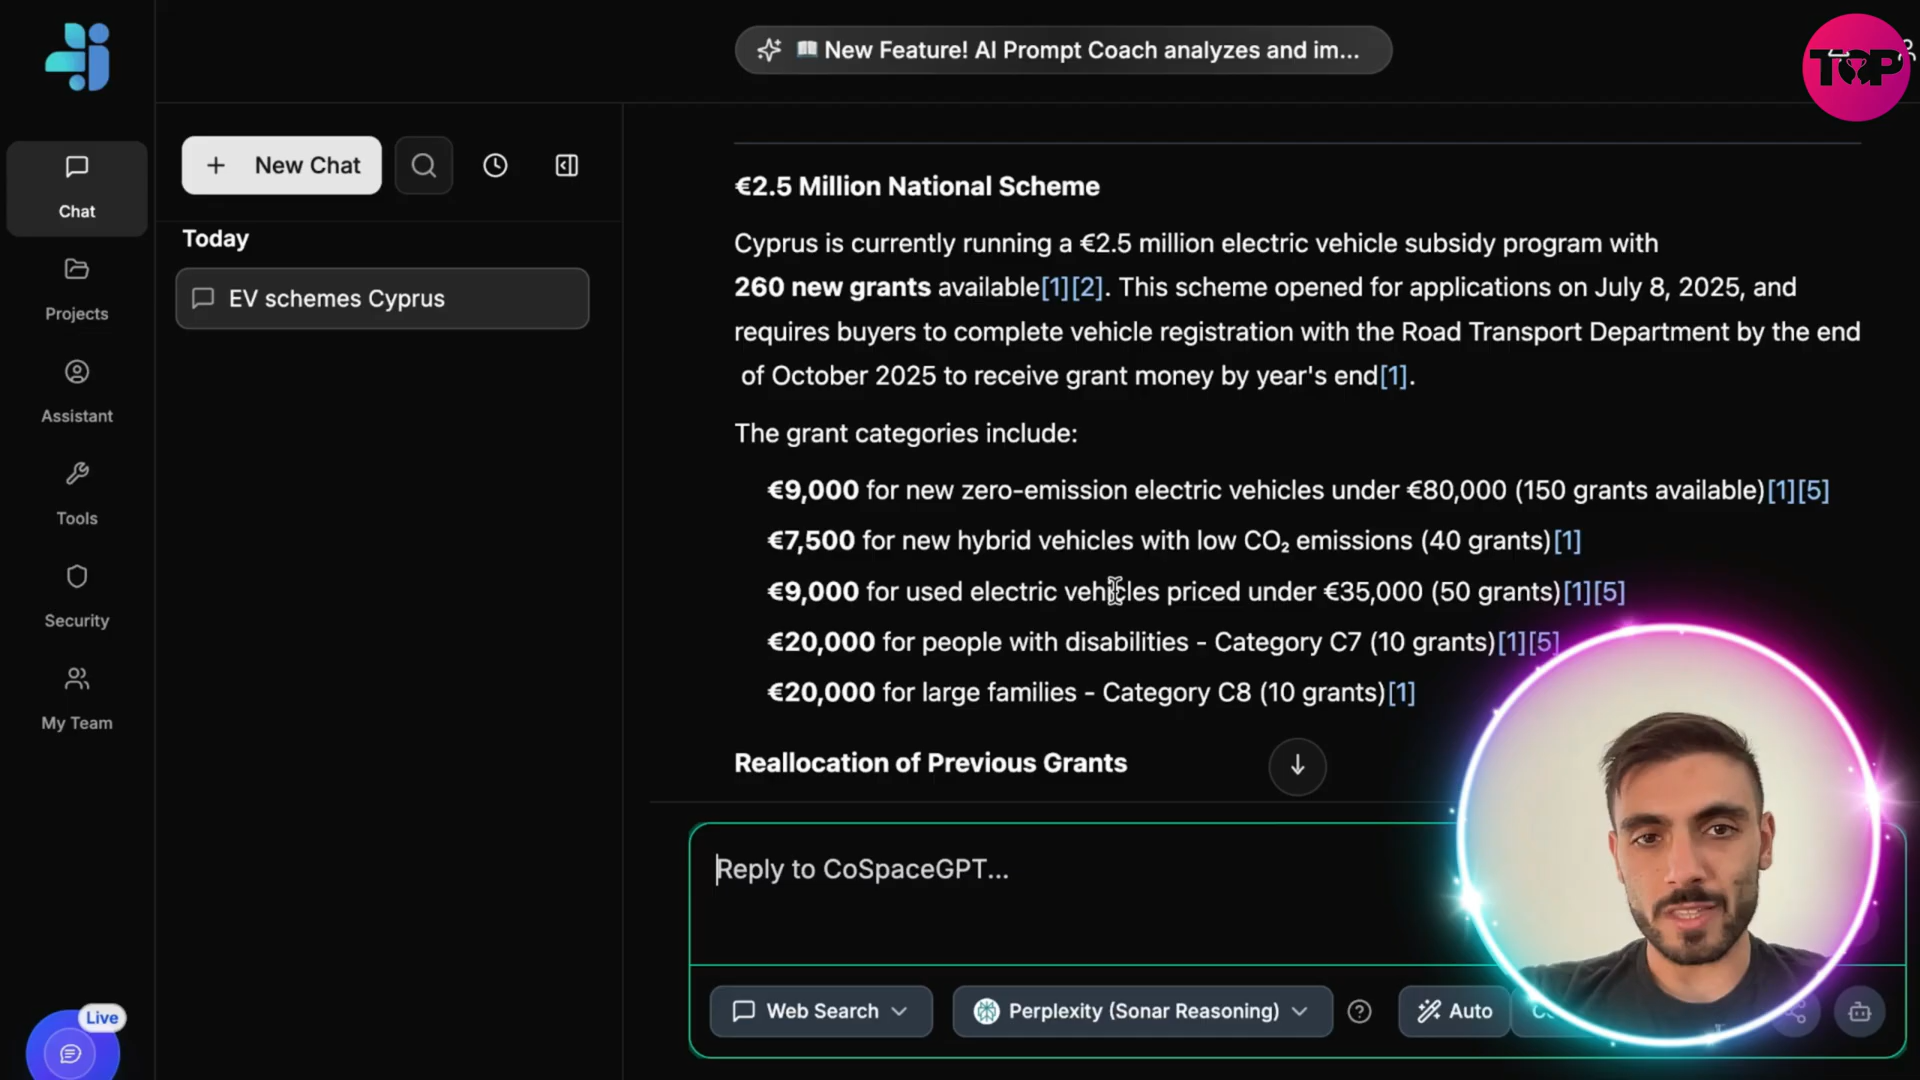 📖 New Feature! AI Prompt Coach analyzes and im...
TOP
New Chat
Chat
Today
EV schemes Cyprus
Projects
Assistant
Tools
Security
My Team
Live
€2.5 Million National Scheme
Cyprus is currently running a €2.5 million electric vehicle subsidy program with
260 new grants available[1][2]. This scheme opened for applications on July 8, 2025, and
requires buyers to complete vehicle registration with the Road Transport Department by the end
of October 2025 to receive grant money by year's end[1].
The grant categories include:
€9,000 for new zero-emission electric vehicles under €80,000 (150 grants available)[1][5]
€7,500 for new hybrid vehicles with low CO₂ emissions (40 grants)[1]
€9,000 for used electric vehicles priced under €35,000 (50 grants)[1][5]
€20,000 for people with disabilities - Category C7 (10 grants)[1][5]
€20,000 for large families - Category C8 (10 grants)[1]
Reallocation of Previous Grants
Reply to CoSpaceGPT...
Web Search
Perplexity (Sonar Reasoning)
Auto